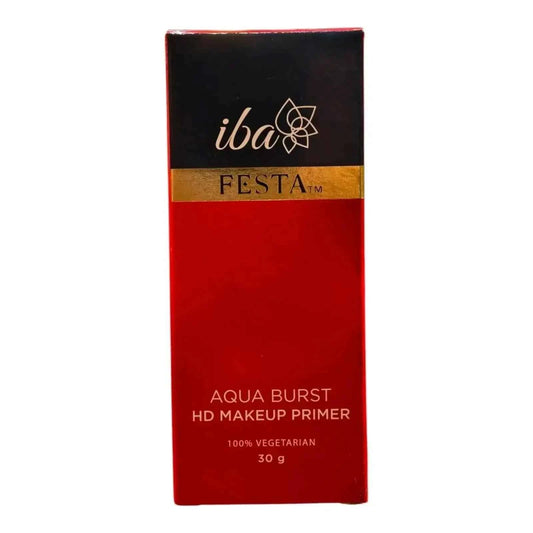 iba
FESTA™
AQUA BURST
HD MAKEUP PRIMER
100% VEGETARIAN
30 g